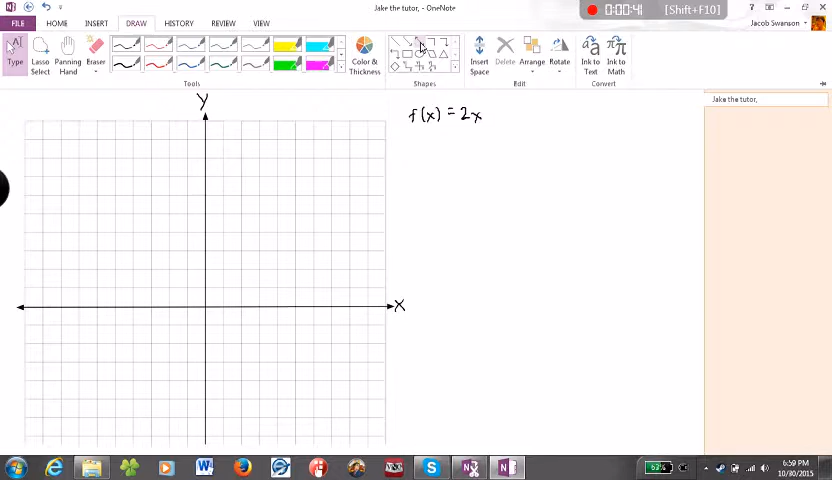 Jake the tutor, - OneNote
0:00:41
[Shift+F10]
FILE HOME INSERT DRAW HISTORY REVIEW VIEW
Jacob Swanson
Type
Lasso Select
Panning Hand
Eraser
Color & Thickness
Insert Space
Delete
Arrange
Rotate
Ink to Text
Ink to Math
Tools
Shapes
Edit
Convert
y
f(x) = 2x
Jake the tutor,
x
63%
6:59 PM
10/30/2015